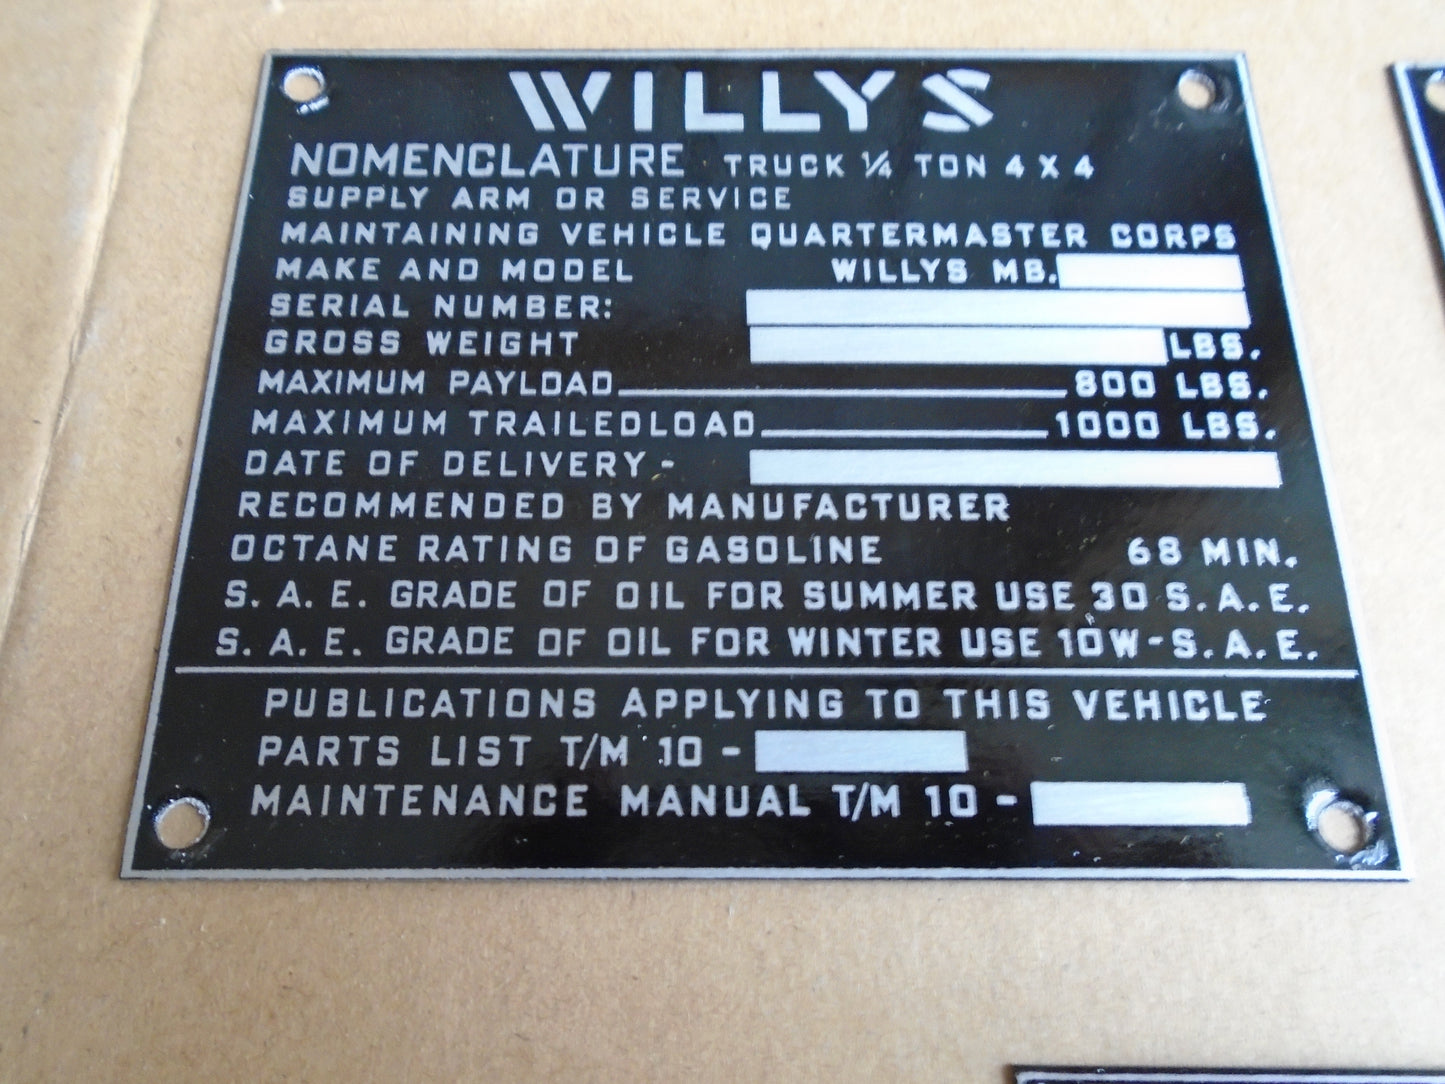 WILLYS
NOMENCLATURE TRUCK ¼ TON 4 X 4
SUPPLY ARM OR SERVICE
MAINTAINING VEHICLE QUARTERMASTER CORPS
MAKE AND MODEL WILLYS MB.
SERIAL NUMBER:
GROSS WEIGHT LBS.
MAXIMUM PAYLOAD 800 LBS.
MAXIMUM TRAILEDLOAD 1000 LBS.
DATE OF DELIVERY -
RECOMMENDED BY MANUFACTURER
OCTANE RATING OF GASOLINE 68 MIN.
S. A. E. GRADE OF OIL FOR SUMMER USE 30 S. A. E.
S. A. E. GRADE OF OIL FOR WINTER USE 10W - S. A. E.
PUBLICATIONS APPLYING TO THIS VEHICLE
PARTS LIST T/M 10 -
MAINTENANCE MANUAL T/M 10 -